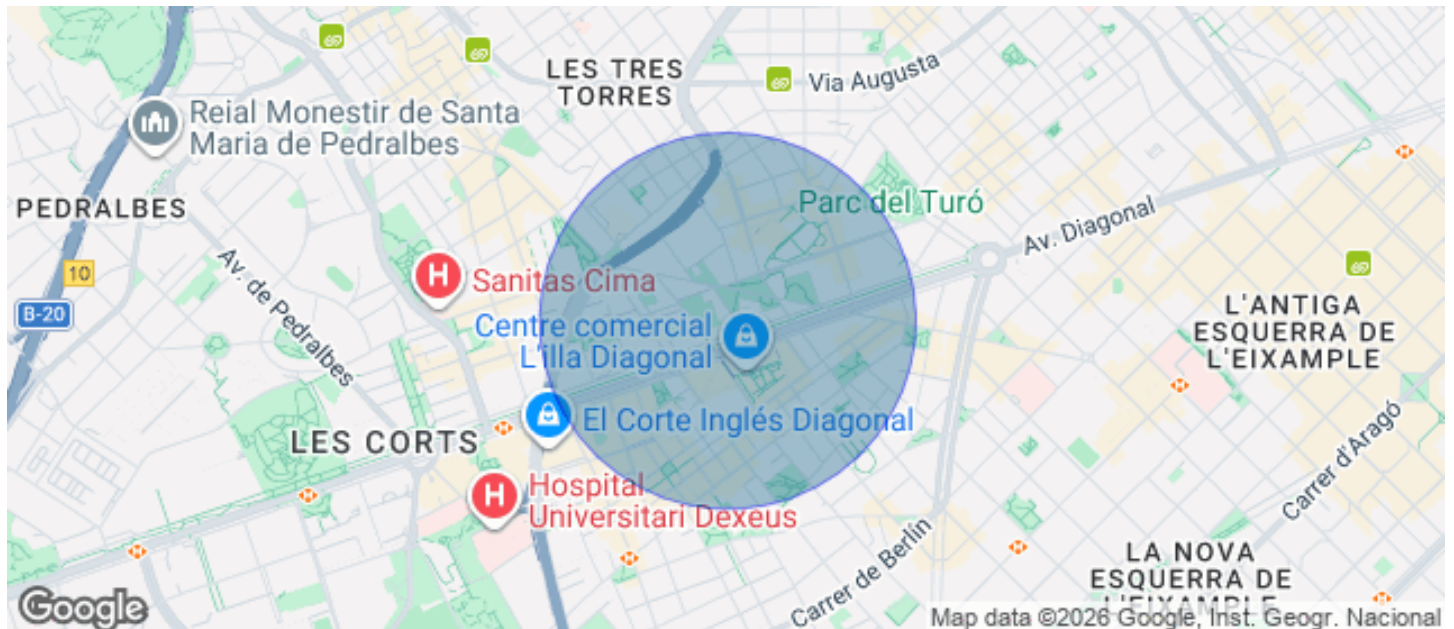 LES TRES
TORRES
Via Augusta
Reial Monestir de Santa
Maria de Pedralbes
PEDRALBES
Parc del Turó
Av. Diagonal
10
B-20
Av. de Pedralbes
H
Sanitas Cima
Centre comercial
L'illa Diagonal
L'ANTIGA
ESQUERRA DE
L'EIXAMPLE
El Corte Inglés Diagonal
LES CORTS
H
Hospital
Universitari Dexeus
Carrer d'Aragó
Carrer de Berlín
LA NOVA
ESQUERRA DE
L'EIXAMPLE
Google
Map data ©2026 Google, Inst. Geogr. Nacional